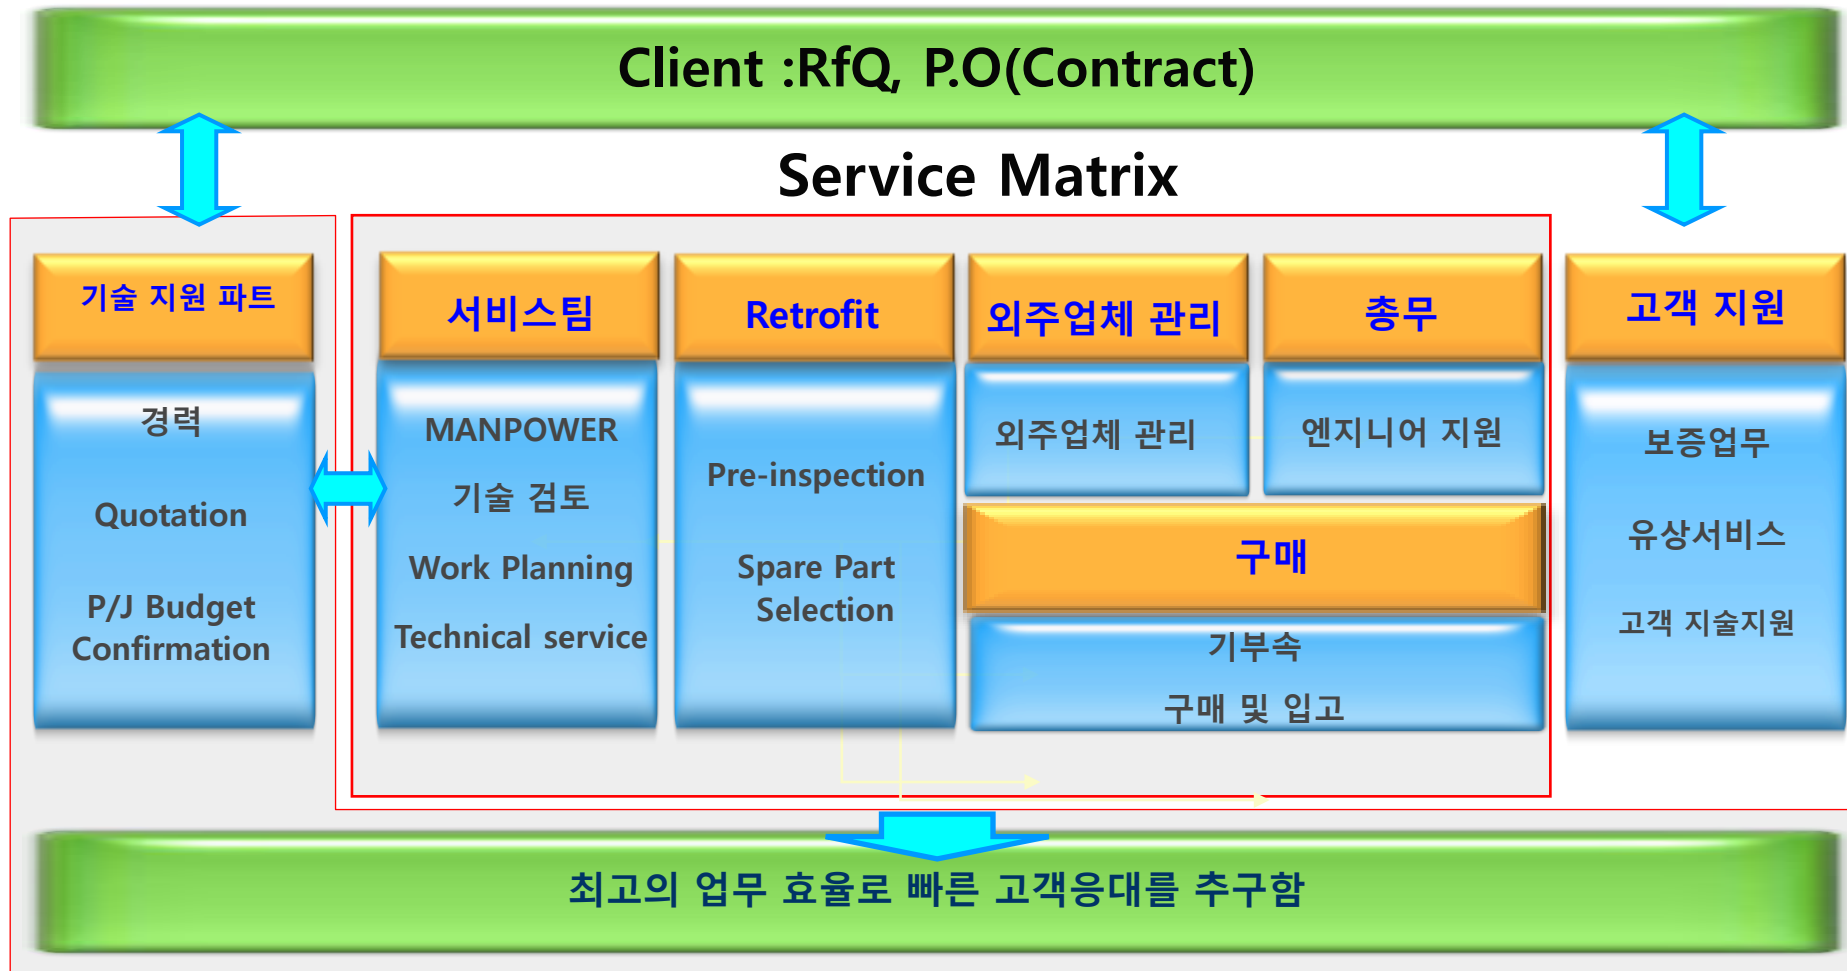 Client :RfQ, P.O(Contract)
Service Matrix
기술 지원 파트
경력
Quotation
P/J Budget
Confirmation
서비스팀
MANPOWER
기술 검토
Work Planning
Technical service
Retrofit
Pre-inspection
Spare Part
Selection
외주업체 관리
외주업체 관리
총무
엔지니어 지원
구매
기부속
구매 및 입고
고객 지원
보증업무
유상서비스
고객 지술지원
최고의 업무 효율로 빠른 고객응대를 추구함